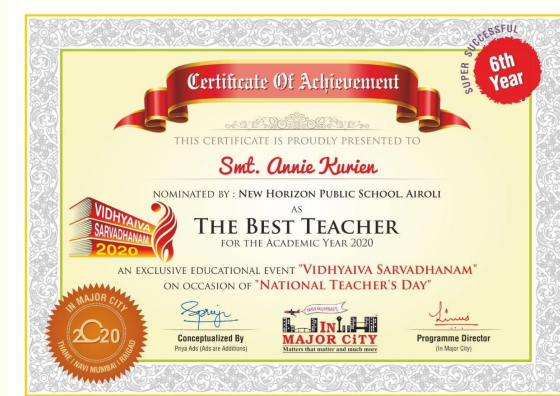 SUPER SUCCESSFUL
6th
Year
Certificate Of Achievement
THIS CERTIFICATE IS PROUDLY PRESENTED TO
Smt. Annie Kurien
NOMINATED BY : NEW HORIZON PUBLIC SCHOOL, AIROLI
AS
THE BEST TEACHER
FOR THE ACADEMIC YEAR 2020
VIDHYAIVA
SARVADHANAM
2020
AN EXCLUSIVE EDUCATIONAL EVENT "VIDHYAIVA SARVADHANAM"
ON OCCASION OF "NATIONAL TEACHER'S DAY"
IN MAJOR CITY
2020
THANE | NAVI MUMBAI | RAIGAD
Conceptualized By
Priya Ads (Ads are Additions)
NAVI MUMBAI'S
IN
MAJOR CiTY
Matters that matter and much more
Programme Director
(In Major City)